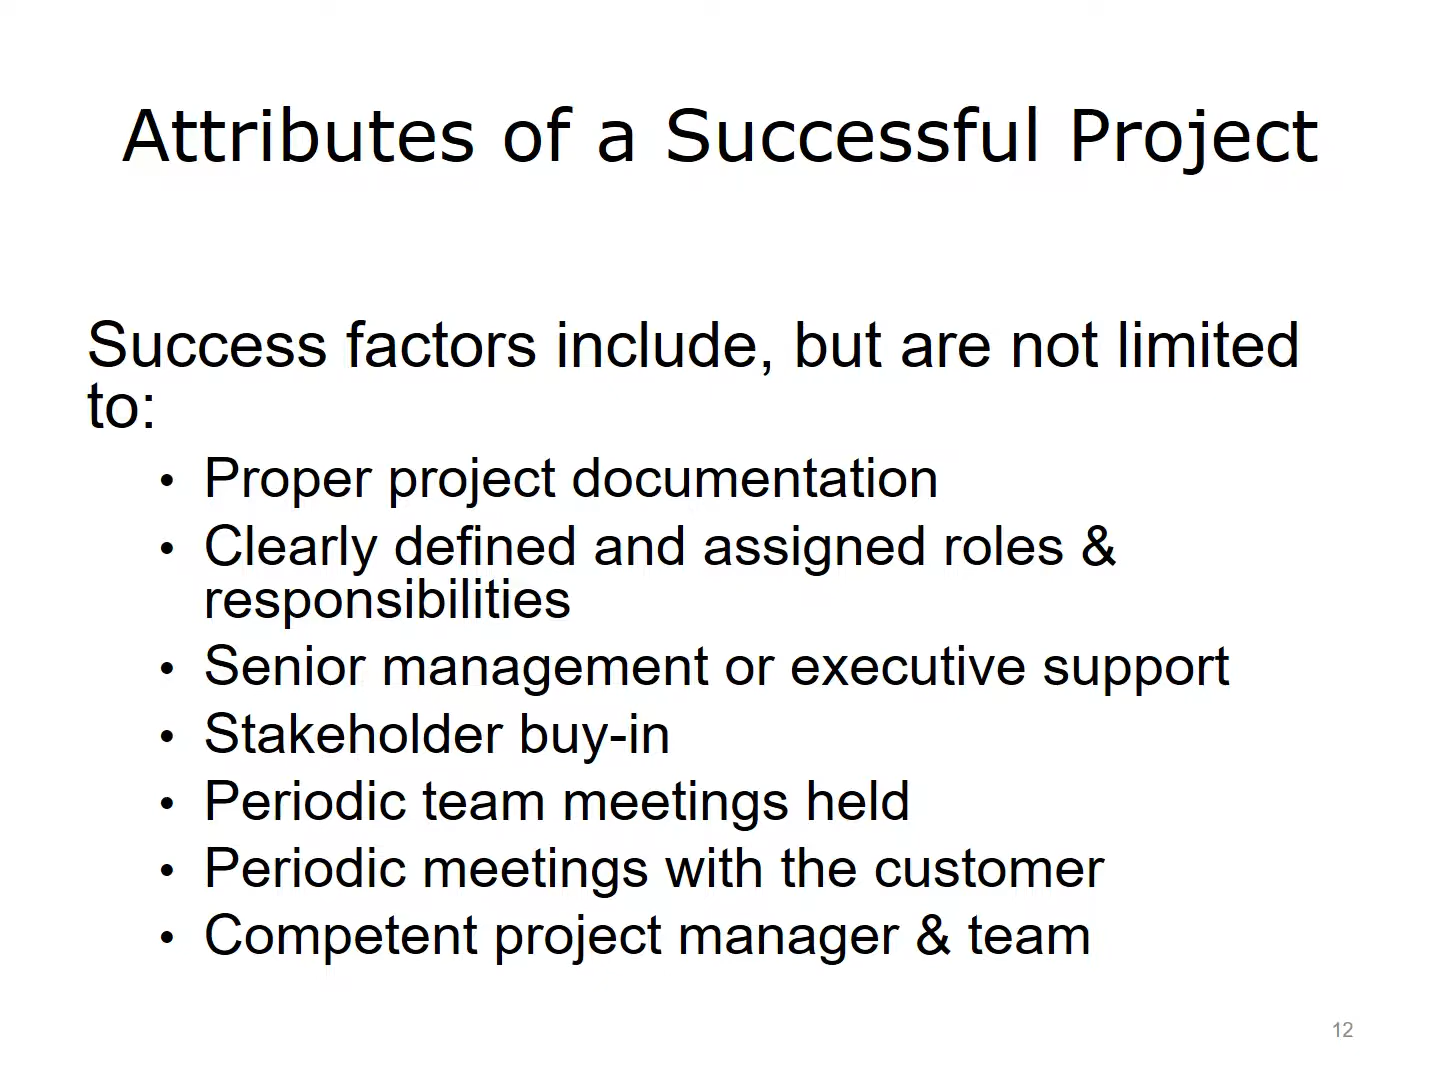 Attributes of a Successful Project
Success factors include, but are not limited
to:
• Proper project documentation
• Clearly defined and assigned roles &
responsibilities
• Senior management or executive support
• Stakeholder buy-in
• Periodic team meetings held
• Periodic meetings with the customer
• Competent project manager & team
12